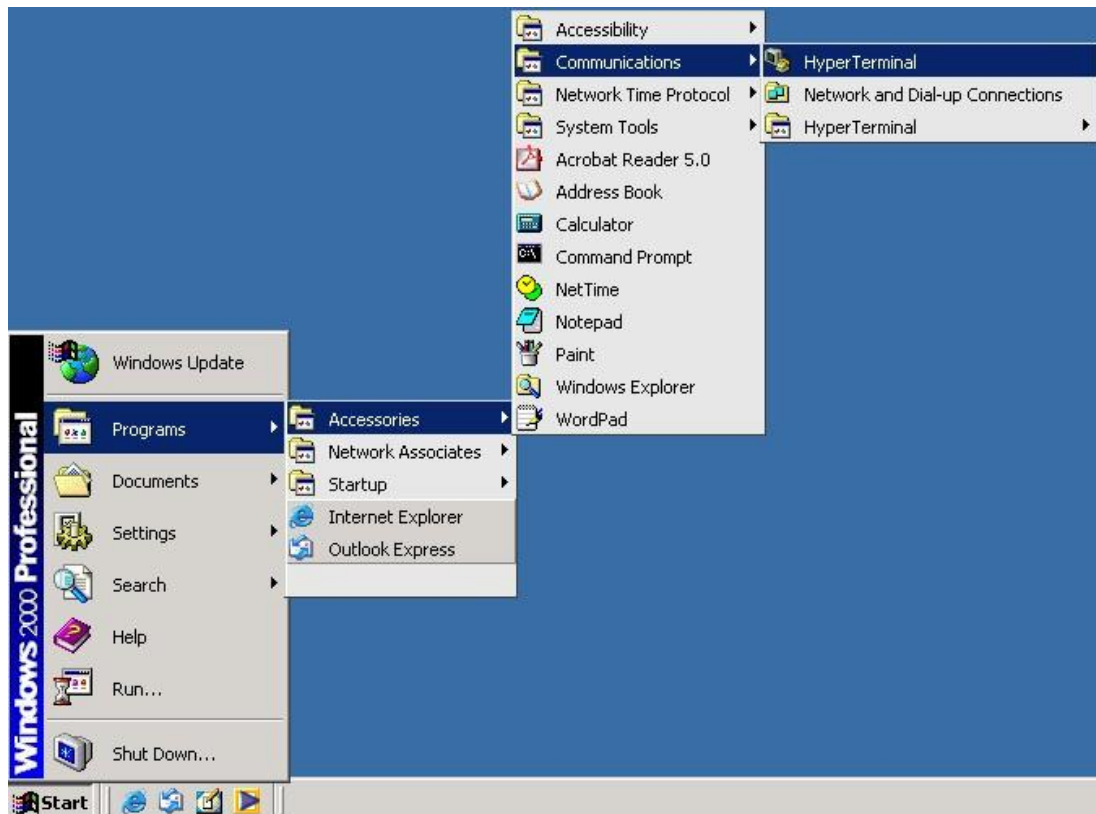 Accessibility
Communications
Network Time Protocol
System Tools
Acrobat Reader 5.0
Address Book
Calculator
Command Prompt
NetTime
Notepad
Paint
Windows Explorer
WordPad
HyperTerminal
Network and Dial-up Connections
HyperTerminal
Windows Update
Programs
Documents
Settings
Search
Help
Run...
Shut Down...
Accessories
Network Associates
Startup
Internet Explorer
Outlook Express
Windows 2000 Professional
Start